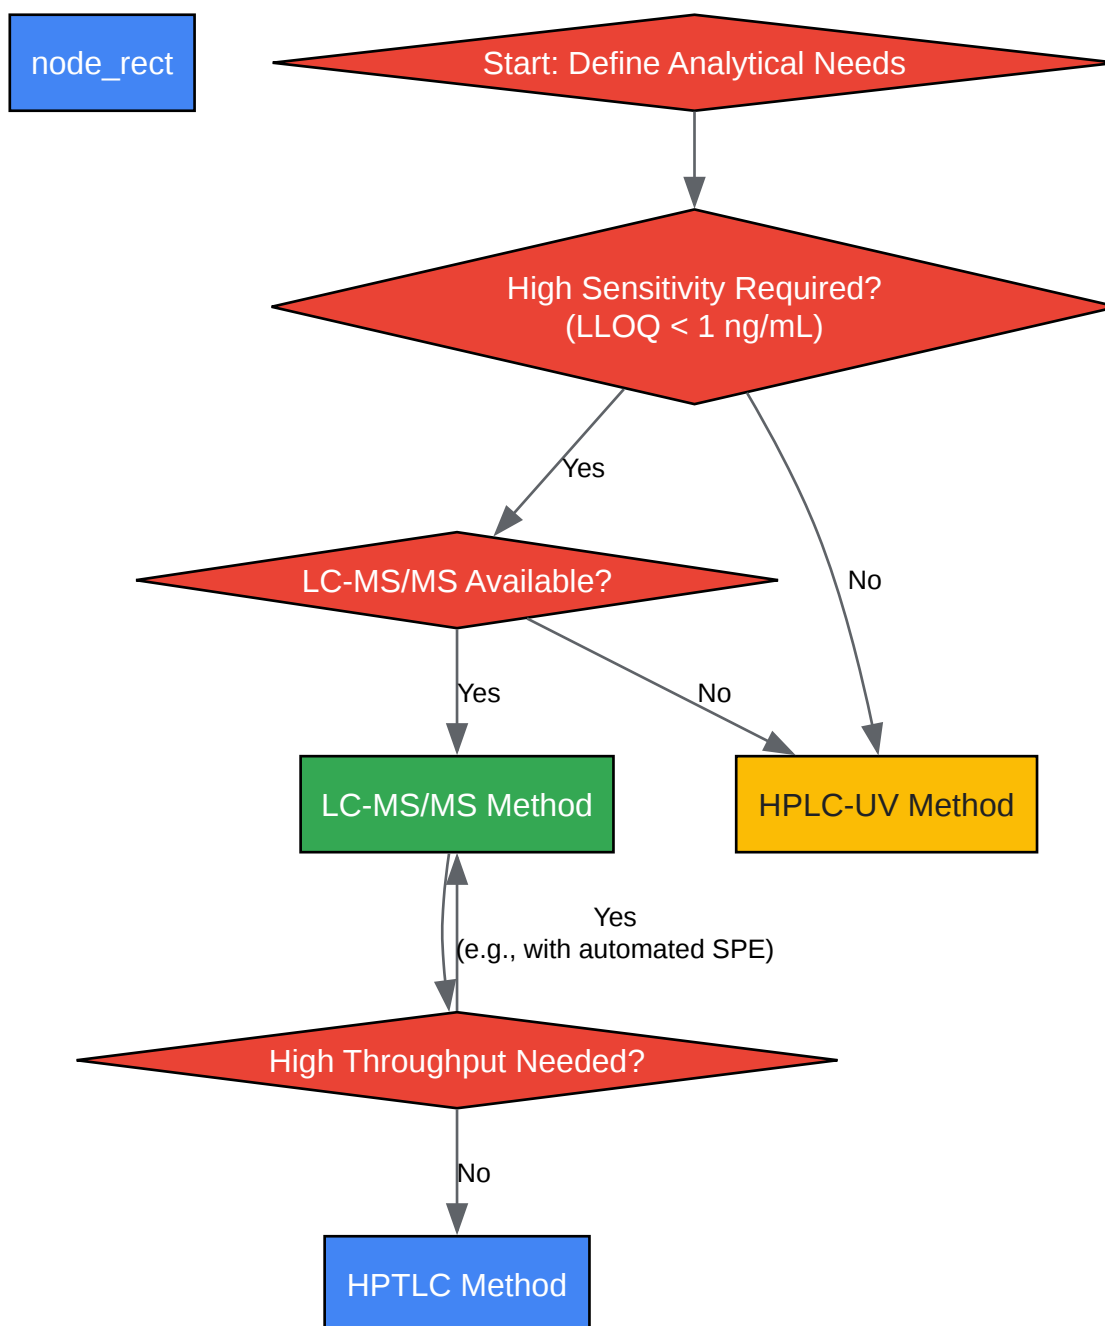 node_rect
Start: Define Analytical Needs
High Sensitivity Required?
(LLOQ < 1 ng/mL)
Yes
No
LC-MS/MS Available?
Yes
No
LC-MS/MS Method
HPLC-UV Method
Yes
(e.g., with automated SPE)
High Throughput Needed?
No
HPTLC Method